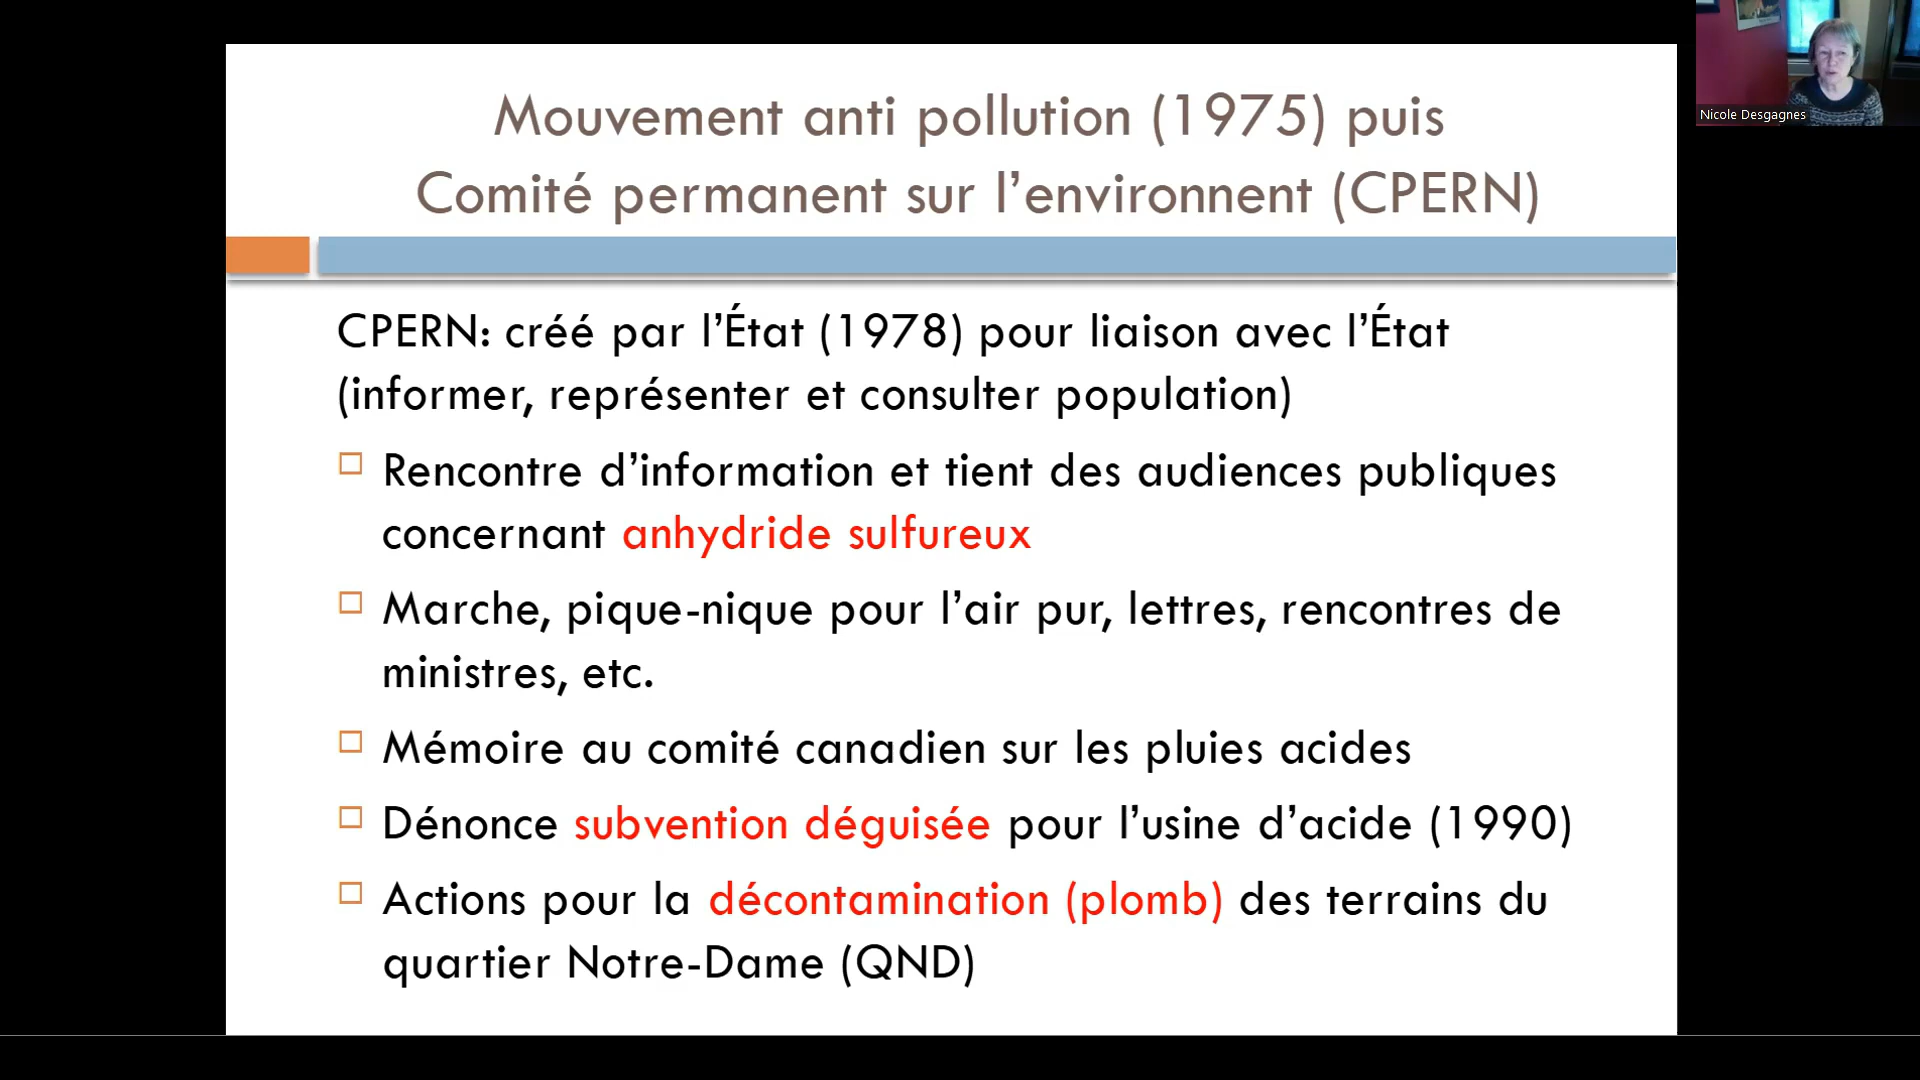 Mouvement anti pollution (1975) puis
Comité permanent sur l’environnent (CPERN)
CPERN: créé par l’État (1978) pour liaison avec l’État
(informer, représenter et consulter population)
Rencontre d’information et tient des audiences publiques
concernant anhydride sulfureux
Marche, pique-nique pour l’air pur, lettres, rencontres de
ministres, etc.
Mémoire au comité canadien sur les pluies acides
Dénonce subvention déguisée pour l’usine d’acide (1990)
Actions pour la décontamination (plomb) des terrains du
quartier Notre-Dame (QND)
Nicole Desgagnes